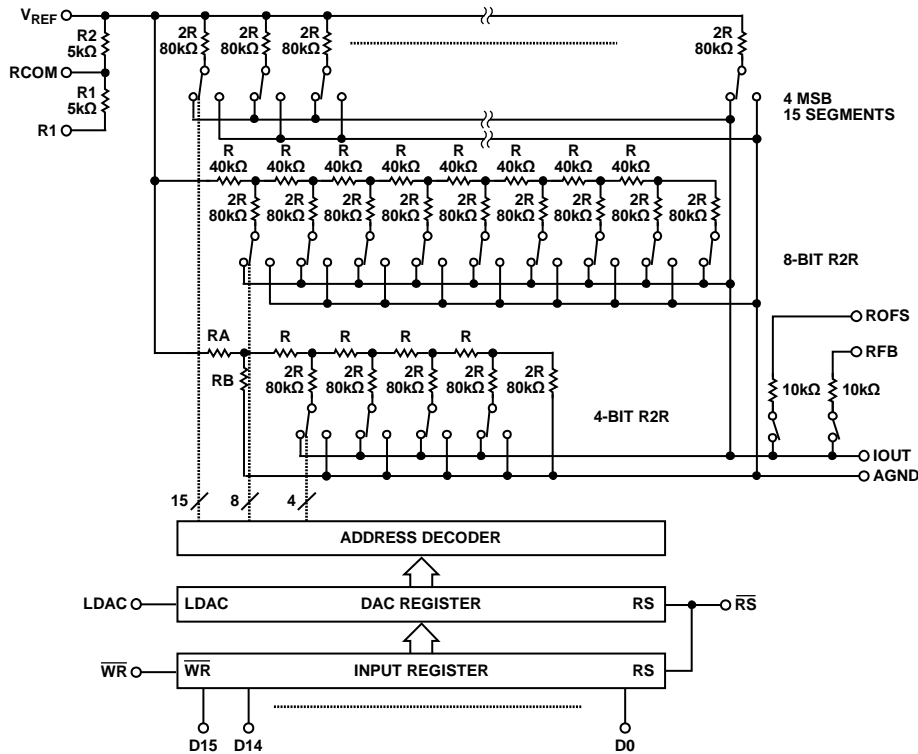 VREF
R2
5kΩ
RCOM
R1
5kΩ
R1
2R
80kΩ
2R
80kΩ
2R
80kΩ
2R
80kΩ
4 MSB
15 SEGMENTS
R
40kΩ
R
40kΩ
R
40kΩ
R
40kΩ
R
40kΩ
R
40kΩ
R
40kΩ
R
40kΩ
2R
80kΩ
2R
80kΩ
2R
80kΩ
2R
80kΩ
2R
80kΩ
2R
80kΩ
2R
80kΩ
2R
80kΩ
2R
80kΩ
8-BIT R2R
ROFS
RFB
10kΩ
10kΩ
RA
R
R
R
R
RB
2R
80kΩ
2R
80kΩ
2R
80kΩ
2R
80kΩ
2R
80kΩ
4-BIT R2R
IOUT
AGND
15
8
4
ADDRESS DECODER
LDAC
LDAC
DAC REGISTER
RS
RS
WR
WR
INPUT REGISTER
RS
D15
D14
D0